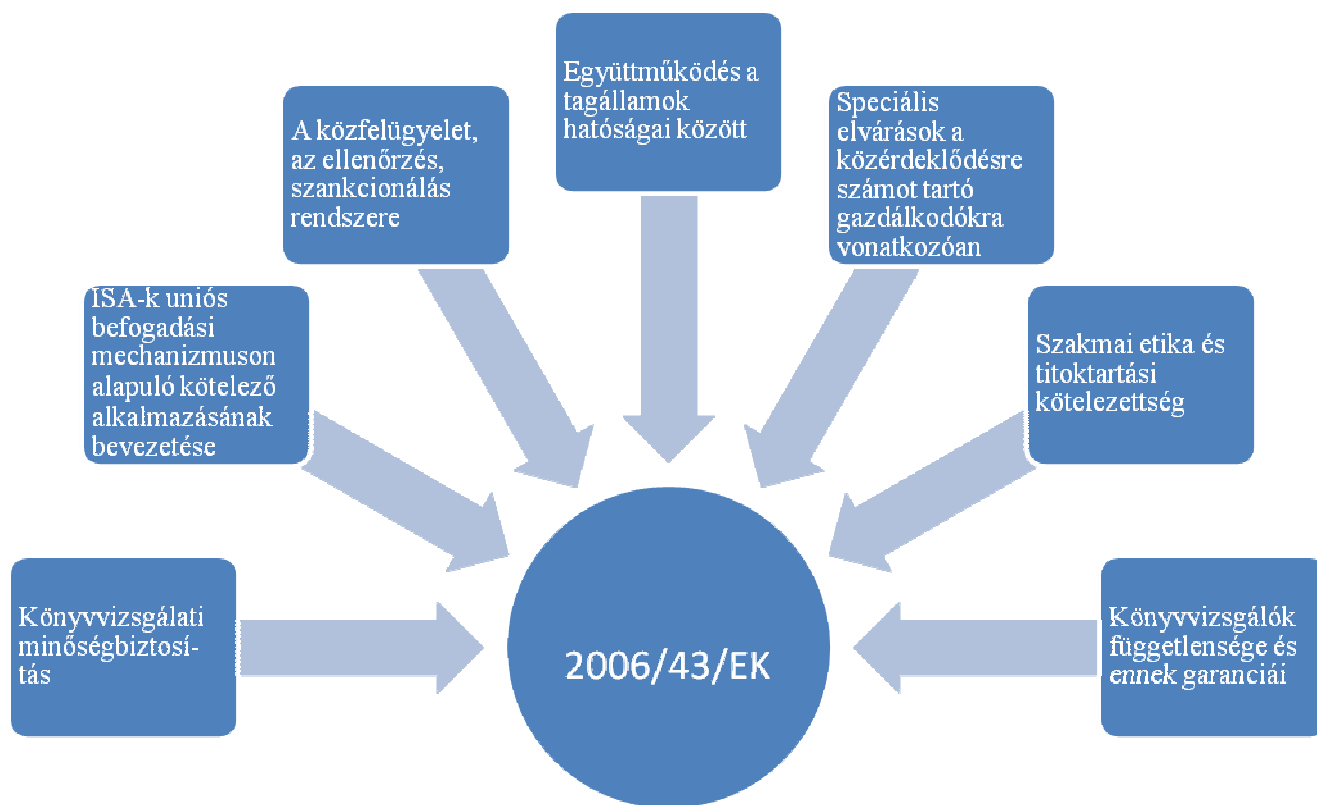 Együttműködés a
tagállamok
hatóságai között
A közfelügyelet,
az ellenőrzés,
szankcionálás
rendszere
Speciális
elvárások a
közérdeklődésre
számot tartó
gazdálkodókra
vonatkozóan
ISA-k uniós
befogadási
mechanizmuson
alapuló kötelező
alkalmazásának
bevezetése
Szakmai etika és
titoktartási
kötelezettség
Könyvvizsgálati
minőségbiztosí-
tás
Könyvvizsgálók
függetlensége és
ennek garanciái
2006/43/EK